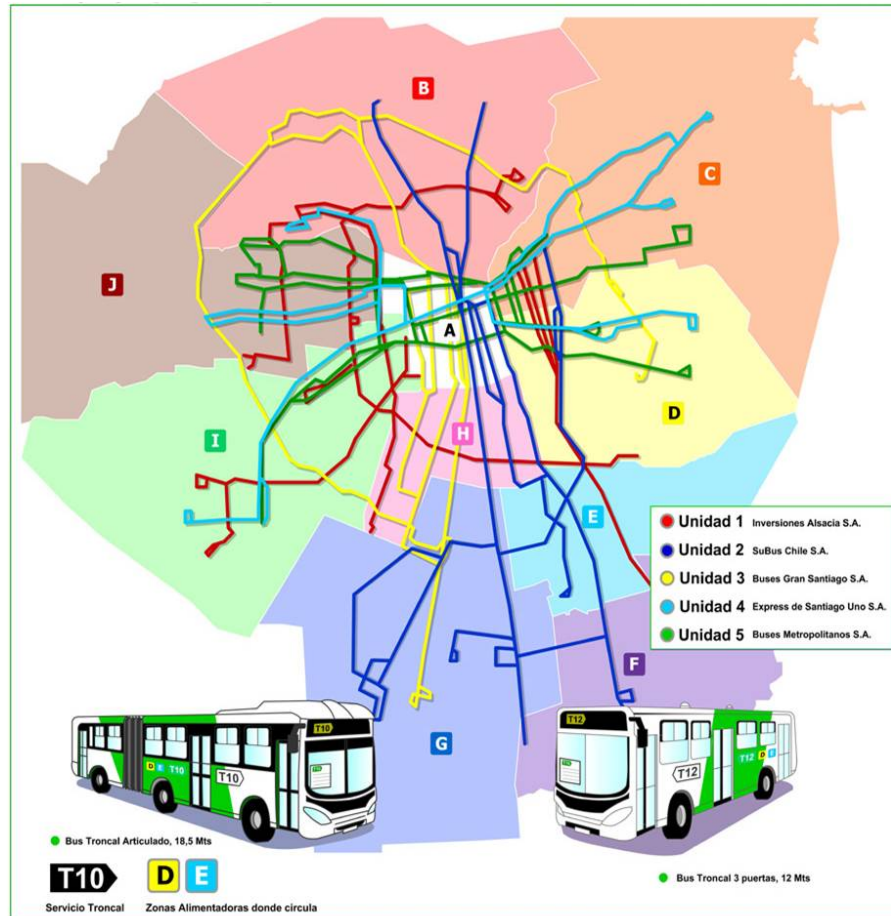 B
C
J
A
D
H
I
E
Unidad 1 Inversiones Alsacia S.A.
Unidad 2 SuBus Chile S.A.
Unidad 3 Buses Gran Santiago S.A.
Unidad 4 Express de Santiago Uno S.A.
Unidad 5 Buses Metropolitanos S.A.
F
G
T10
D E T10
T10
T12
T12
T12 D E
Bus Troncal Articulado, 18,5 Mts
Bus Troncal 3 puertas, 12 Mts
T10
D E
Servicio Troncal
Zonas Alimentadoras donde circula